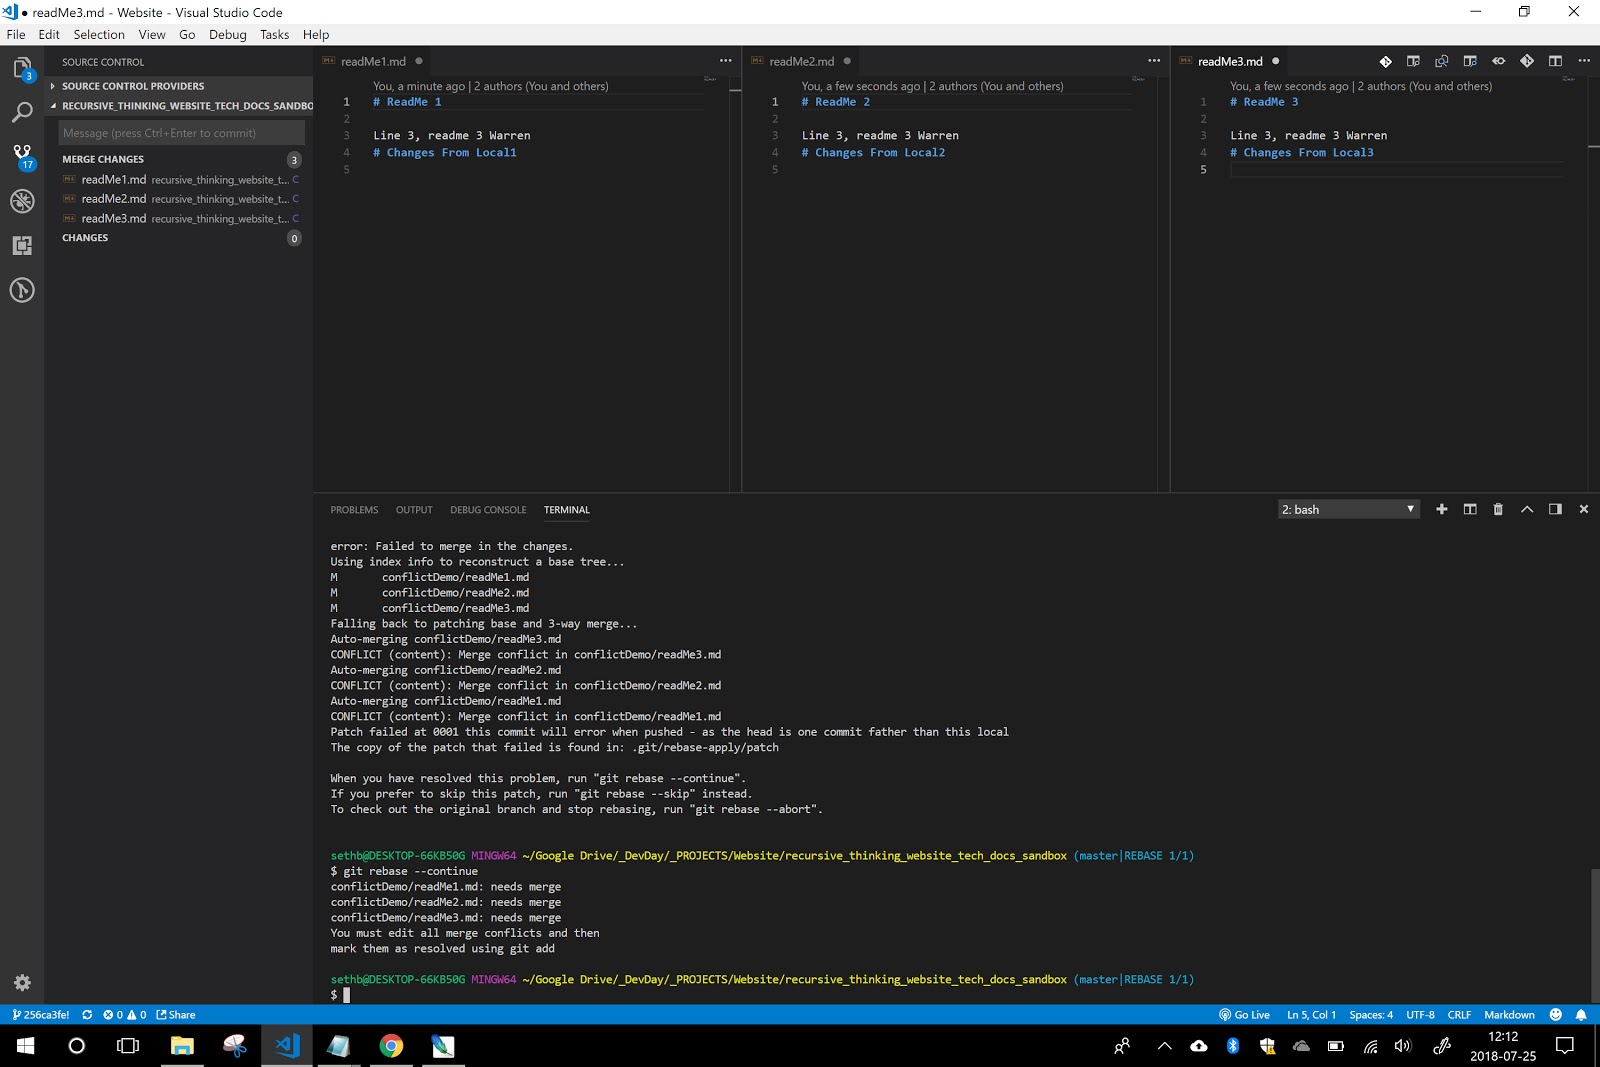 ● readMe3.md - Website - Visual Studio Code
File Edit Selection View Go Debug Tasks Help
3
17
SOURCE CONTROL
SOURCE CONTROL PROVIDERS
RECURSIVE_THINKING_WEBSITE_TECH_DOCS_SANDBO
Message (press Ctrl+Enter to commit)
MERGE CHANGES 3
readMe1.md recursive_thinking_website_t... C
readMe2.md recursive_thinking_website_t... C
readMe3.md recursive_thinking_website_t... C
CHANGES 0
readMe1.md ● ...
You, a minute ago | 2 authors (You and others)
1 # ReadMe 1
2
3 Line 3, readme 3 Warren
4 # Changes From Local1
5
readMe2.md ● ...
You, a few seconds ago | 2 authors (You and others)
1 # ReadMe 2
2
3 Line 3, readme 3 Warren
4 # Changes From Local2
5
readMe3.md ● ...
You, a few seconds ago | 2 authors (You and others)
1 # ReadMe 3
2
3 Line 3, readme 3 Warren
4 # Changes From Local3
5
PROBLEMS OUTPUT DEBUG CONSOLE TERMINAL 2: bash
error: Failed to merge in the changes.
Using index info to reconstruct a base tree...
M conflictDemo/readMe1.md
M conflictDemo/readMe2.md
M conflictDemo/readMe3.md
Falling back to patching base and 3-way merge...
Auto-merging conflictDemo/readMe3.md
CONFLICT (content): Merge conflict in conflictDemo/readMe3.md
Auto-merging conflictDemo/readMe2.md
CONFLICT (content): Merge conflict in conflictDemo/readMe2.md
Auto-merging conflictDemo/readMe1.md
CONFLICT (content): Merge conflict in conflictDemo/readMe1.md
Patch failed at 0001 this commit will error when pushed - as the head is one commit father than this local
The copy of the patch that failed is found in: .git/rebase-apply/patch
When you have resolved this problem, run "git rebase --continue".
If you prefer to skip this patch, run "git rebase --skip" instead.
To check out the original branch and stop rebasing, run "git rebase --abort".
sethb@DESKTOP-66KB50G MINGW64 ~/Google Drive/_DevDay/_PROJECTS/Website/recursive_thinking_website_tech_docs_sandbox (master|REBASE 1/1)
$ git rebase --continue
conflictDemo/readMe1.md: needs merge
conflictDemo/readMe2.md: needs merge
conflictDemo/readMe3.md: needs merge
You must edit all merge conflicts and then
mark them as resolved using git add
sethb@DESKTOP-66KB50G MINGW64 ~/Google Drive/_DevDay/_PROJECTS/Website/recursive_thinking_website_tech_docs_sandbox (master|REBASE 1/1)
$
256ca3fe! 0 0 Share Go Live Ln 5, Col 1 Spaces: 4 UTF-8 CRLF Markdown
12:12
2018-07-25